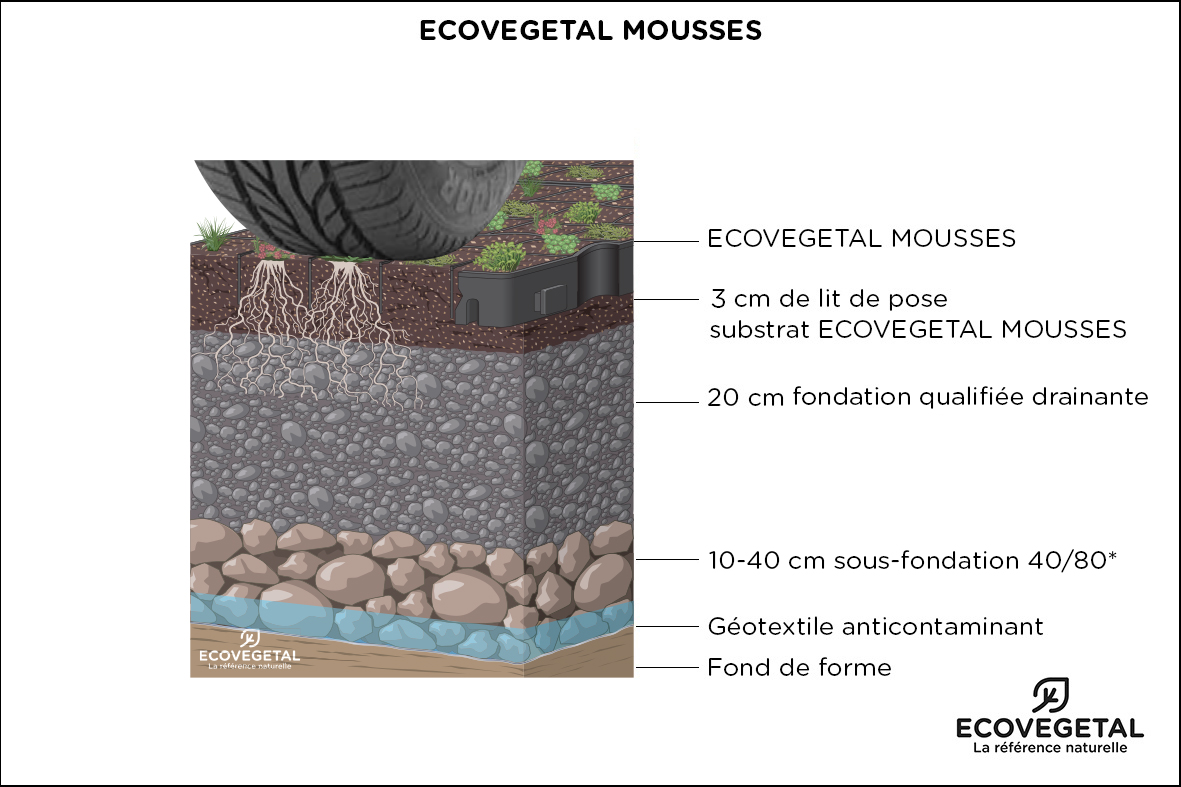 ECOVEGETAL MOUSSES
ECOVEGETAL MOUSSES
3 cm de lit de pose
substrat ECOVEGETAL MOUSSES
20 cm fondation qualifiée drainante
10-40 cm sous-fondation 40/80*
Géotextile anticontaminant
Fond de forme
ECOVEGETAL
La référence naturelle
ECOVEGETAL
La référence naturelle